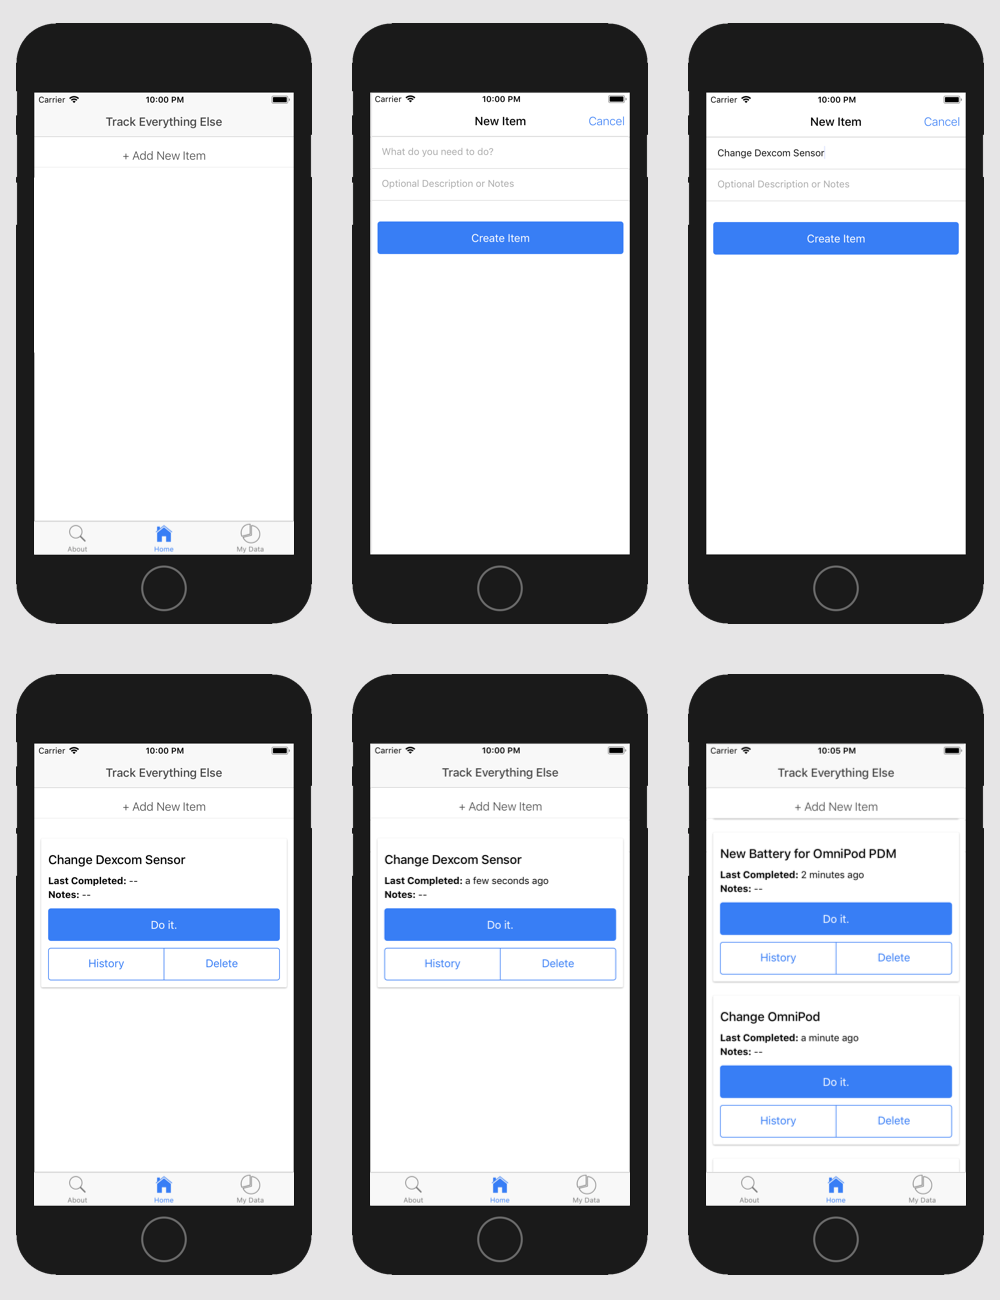 Carrier 10:00 PM
Track Everything Else
+ Add New Item
About Home My Data
Carrier 10:00 PM
New Item Cancel
What do you need to do?
Optional Description or Notes
Create Item
Carrier 10:00 PM
New Item Cancel
Change Dexcom Sensor
Optional Description or Notes
Create Item
Carrier 10:00 PM
Track Everything Else
+ Add New Item
Change Dexcom Sensor
Last Completed: --
Notes: --
Do it.
History Delete
About Home My Data
Carrier 10:00 PM
Track Everything Else
+ Add New Item
Change Dexcom Sensor
Last Completed: a few seconds ago
Notes: --
Do it.
History Delete
About Home My Data
Carrier 10:05 PM
Track Everything Else
+ Add New Item
New Battery for OmniPod PDM
Last Completed: 2 minutes ago
Notes: --
Do it.
History Delete
Change OmniPod
Last Completed: a minute ago
Notes: --
Do it.
History Delete
About Home My Data